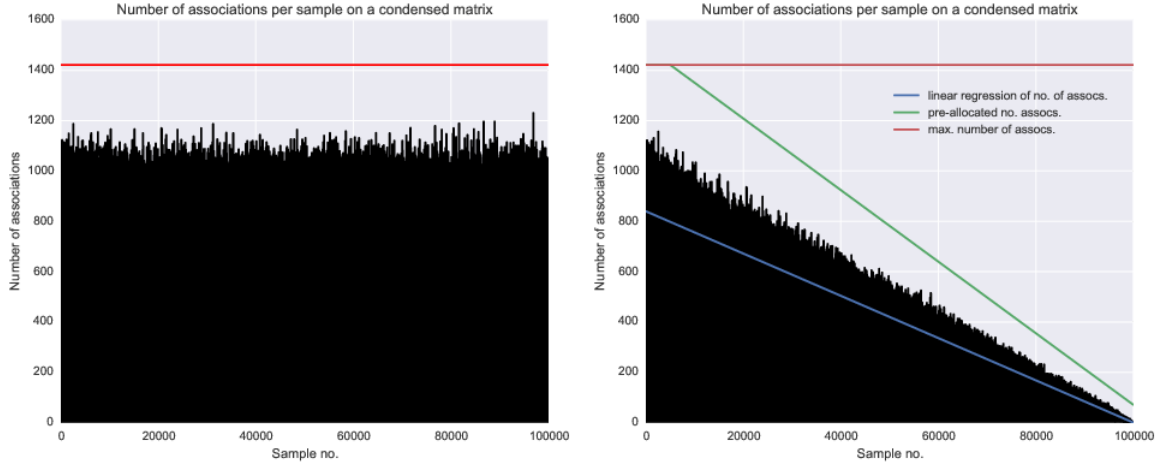 Number of associations per sample on a condensed matrix
1600
1400
1200
1000
800
600
400
200
0
Number of associations
0 20000 40000 60000 80000 100000
Sample no.
Number of associations per sample on a condensed matrix
1600
1400
1200
1000
800
600
400
200
0
Number of associations
linear regression of no. of assocs.
pre-allocated no. assocs.
max. number of assocs.
0 20000 40000 60000 80000 100000
Sample no.